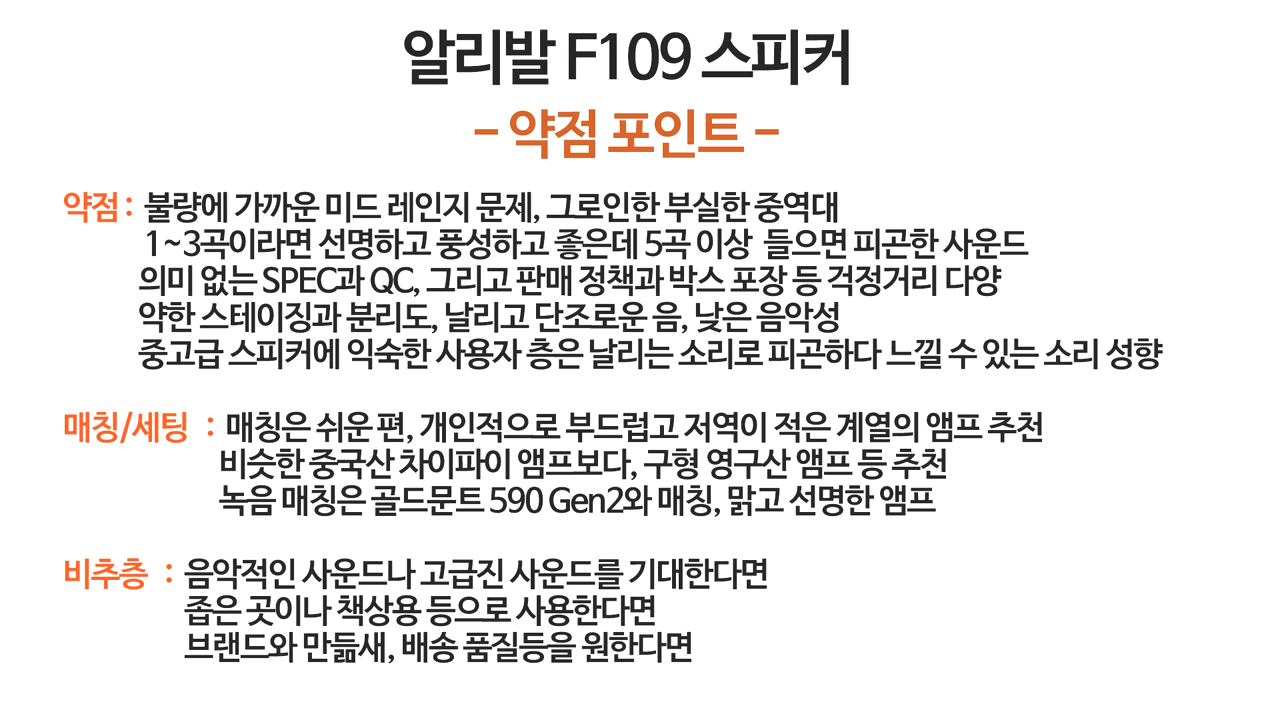 알리발 F109 스피커
- 약점 포인트 -
약점 : 불량에 가까운 미드 레인지 문제, 그로인한 부실한 중역대
1~3곡이라면 선명하고 풍성하고 좋은데 5곡 이상 들으면 피곤한 사운드
의미 없는 SPEC과 QC, 그리고 판매 정책과 박스 포장 등 걱정거리 다양
약한 스테이징과 분리도, 날리고 단조로운 음, 낮은 음악성
중고급 스피커에 익숙한 사용자 층은 날리는 소리로 피곤하다 느낄 수 있는 소리 성향
매칭/세팅 : 매칭은 쉬운 편, 개인적으로 부드럽고 저역이 적은 계열의 앰프 추천
비슷한 중국산 차이파이 앰프보다, 구형 영구산 앰프 등 추천
녹음 매칭은 골드문트 590 Gen2와 매칭, 맑고 선명한 앰프
비추층 : 음악적인 사운드나 고급진 사운드를 기대한다면
좁은 곳이나 책상용 등으로 사용한다면
브랜드와 만듦새, 배송 품질등을 원한다면